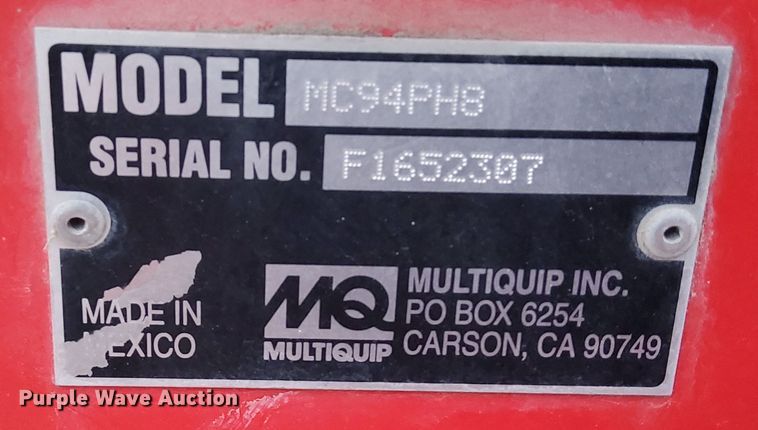 MODEL MC94PH8
SERIAL NO. F1652307
MADE IN
MEXICO
MQ
MULTIQUIP
MULTIQUIP INC.
PO BOX 6254
CARSON, CA 90749
Purple Wave Auction